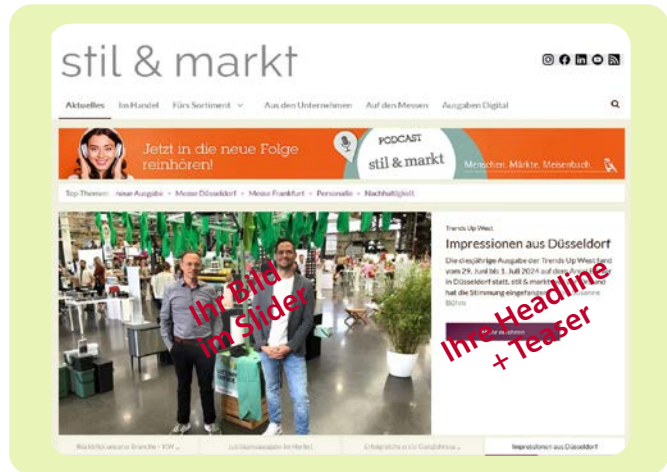 stil & markt
Aktuelles Im Handel Fürs Sortiment Aus den Unternehmen Auf den Messen Ausgaben Digital
Jetzt in die neue Folge
reinhören!
PODCAST
stil & markt
Menschen. Märkte. Meisenbach.
Top-Themen: neue Ausgabe • Messe Düsseldorf • Messe Frankfurt • Personalie • Nachhaltigkeit
Trends Up West
Impressionen aus Düsseldorf
Die diesjährige Ausgabe der Trends Up West fand
vom 29. Juni bis 1. Juli 2024 auf dem
in Düsseldorf statt. stil & markt
hat die Stimmung eingefangen
Ihr Bild
im Slider
Ihre Headline
+ Teaser
Impressionen aus Düsseldorf